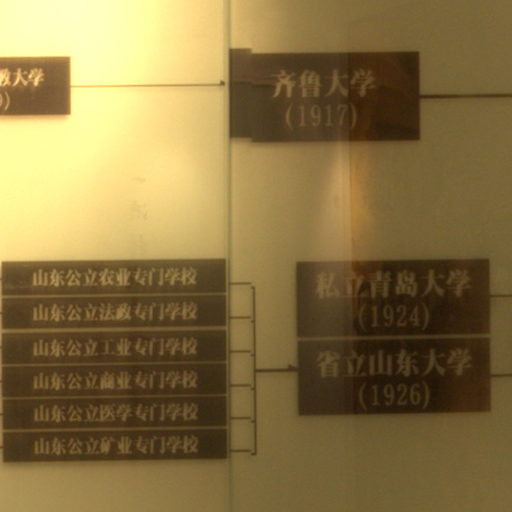 教大学
齐鲁大学
(1917)
山东公立农业专门学校
山东公立法政专门学校
山东公立工业专门学校
山东公立商业专门学校
山东公立医学专门学校
山东公立矿业专门学校
私立青岛大学
(1924)
省立山东大学
(1926)